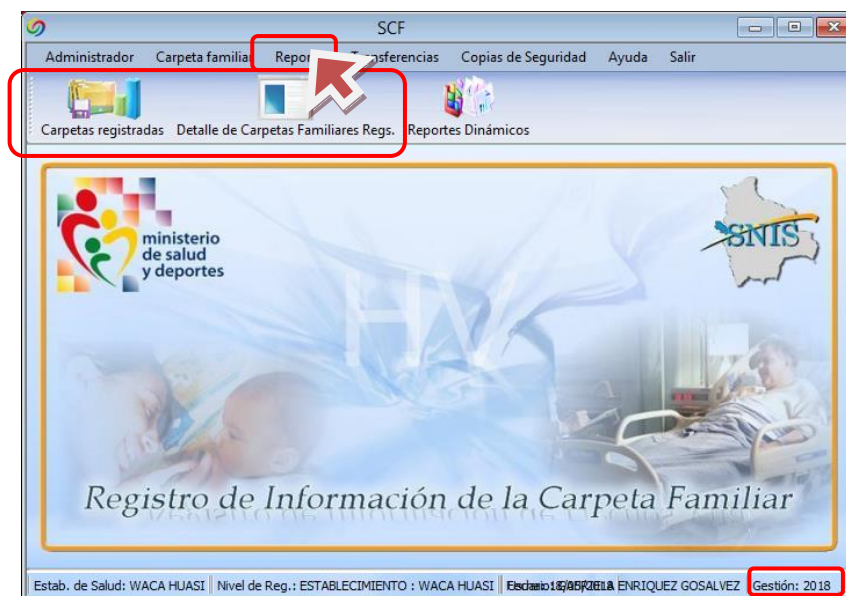 SCF
Administrador Carpeta familiar Transferencias Copias de Seguridad Ayuda Salir
Carpetas registradas Detalle de Carpetas Familiares Regs. Reportes Dinámicos
ministerio
de salud
y deportes
SNIS
HV
Registro de Información de la Carpeta Familiar
Estab. de Salud: WACA HUASI Nivel de Reg.: ESTABLECIMIENTO : WACA HUASI ENRIQUEZ GOSALVEZ Gestión: 2018